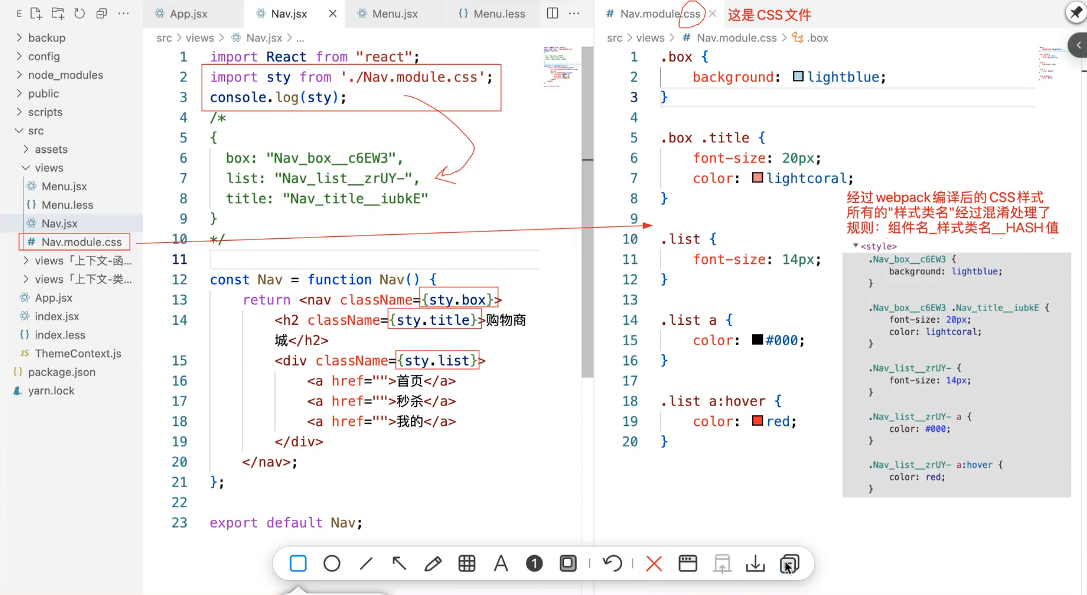 E
backup
config
node_modules
public
scripts
src
assets
views
Menu.jsx
Menu.less
Nav.jsx
# Nav.module.css
views「上下文-函...
views「上下文-类...
App.jsx
index.jsx
{ } index.less
JS ThemeContext.js
{ } package.json
yarn.lock
App.jsx
Nav.jsx ×
Menu.jsx
{ } Menu.less
...
src > views > Nav.jsx > ...
1 import React from "react";
2 import sty from './Nav.module.css';
3 console.log(sty);
4 /*
5 {
6   box: "Nav_box__c6EW3",
7   list: "Nav_list__zrUY-",
8   title: "Nav_title__iubkE"
9 }
10 */
11
12 const Nav = function Nav() {
13     return <nav className={sty.box}>
14         <h2 className={sty.title}>购物商
城</h2>
15         <div className={sty.list}>
16             <a href="">首页</a>
17             <a href="">秒杀</a>
18             <a href="">我的</a>
19         </div>
20     </nav>;
21 };
22
23 export default Nav;
# Nav.module.css ×
这是CSS文件
src > views > # Nav.module.css > .box
1 .box {
2     background: lightblue;
3 }
4
5 .box .title {
6     font-size: 20px;
7     color: lightcoral;
8 }
9
10 .list {
11     font-size: 14px;
12 }
13
14 .list a {
15     color: #000;
16 }
17
18 .list a:hover {
19     color: red;
20 }
经过webpack编译后的CSS样式
所有的"样式类名"经过混淆处理了
规则：组件名_样式类名__HASH值
<style>
.Nav_box__c6EW3 {
background: lightblue;
}
.Nav_box__c6EW3 .Nav_title__iubkE {
font-size: 20px;
color: lightcoral;
}
.Nav_list__zrUY- {
font-size: 14px;
}
.Nav_list__zrUY- a {
color: #000;
}
.Nav_list__zrUY- a:hover {
color: red;
}
A
1